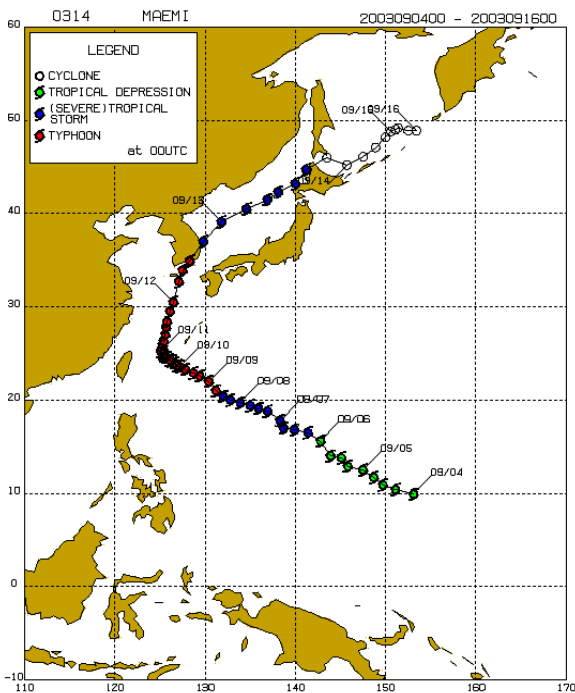 0314 MAEMI 2003090400 - 2003091600
60
LEGEND
CYCLONE
TROPICAL DEPRESSION
(SEVERE)TROPICAL
STORM
TYPHOON
at 00UTC
09/15
09/16
50
09/14
09/13
40
09/12
30
09/11
09/10
09/09
09/08
20
09/07
09/06
09/05
09/04
10
0
-10
110 120 130 140 150 160 170